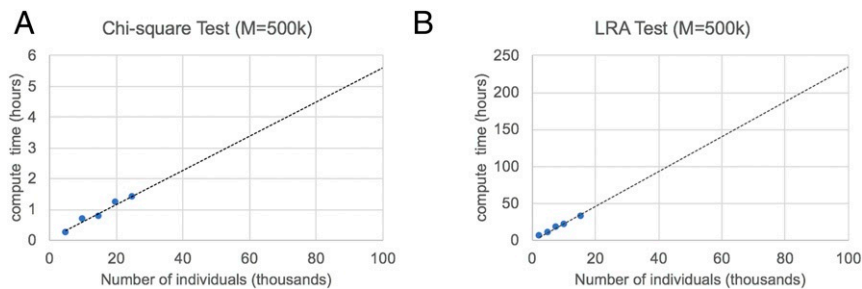 A
Chi-square Test (M=500k)
compute time (hours)
6
5
4
3
2
1
0
0 20 40 60 80 100
Number of individuals (thousands)
B
LRA Test (M=500k)
compute time (hours)
250
200
150
100
50
0
0 20 40 60 80 100
Number of individuals (thousands)